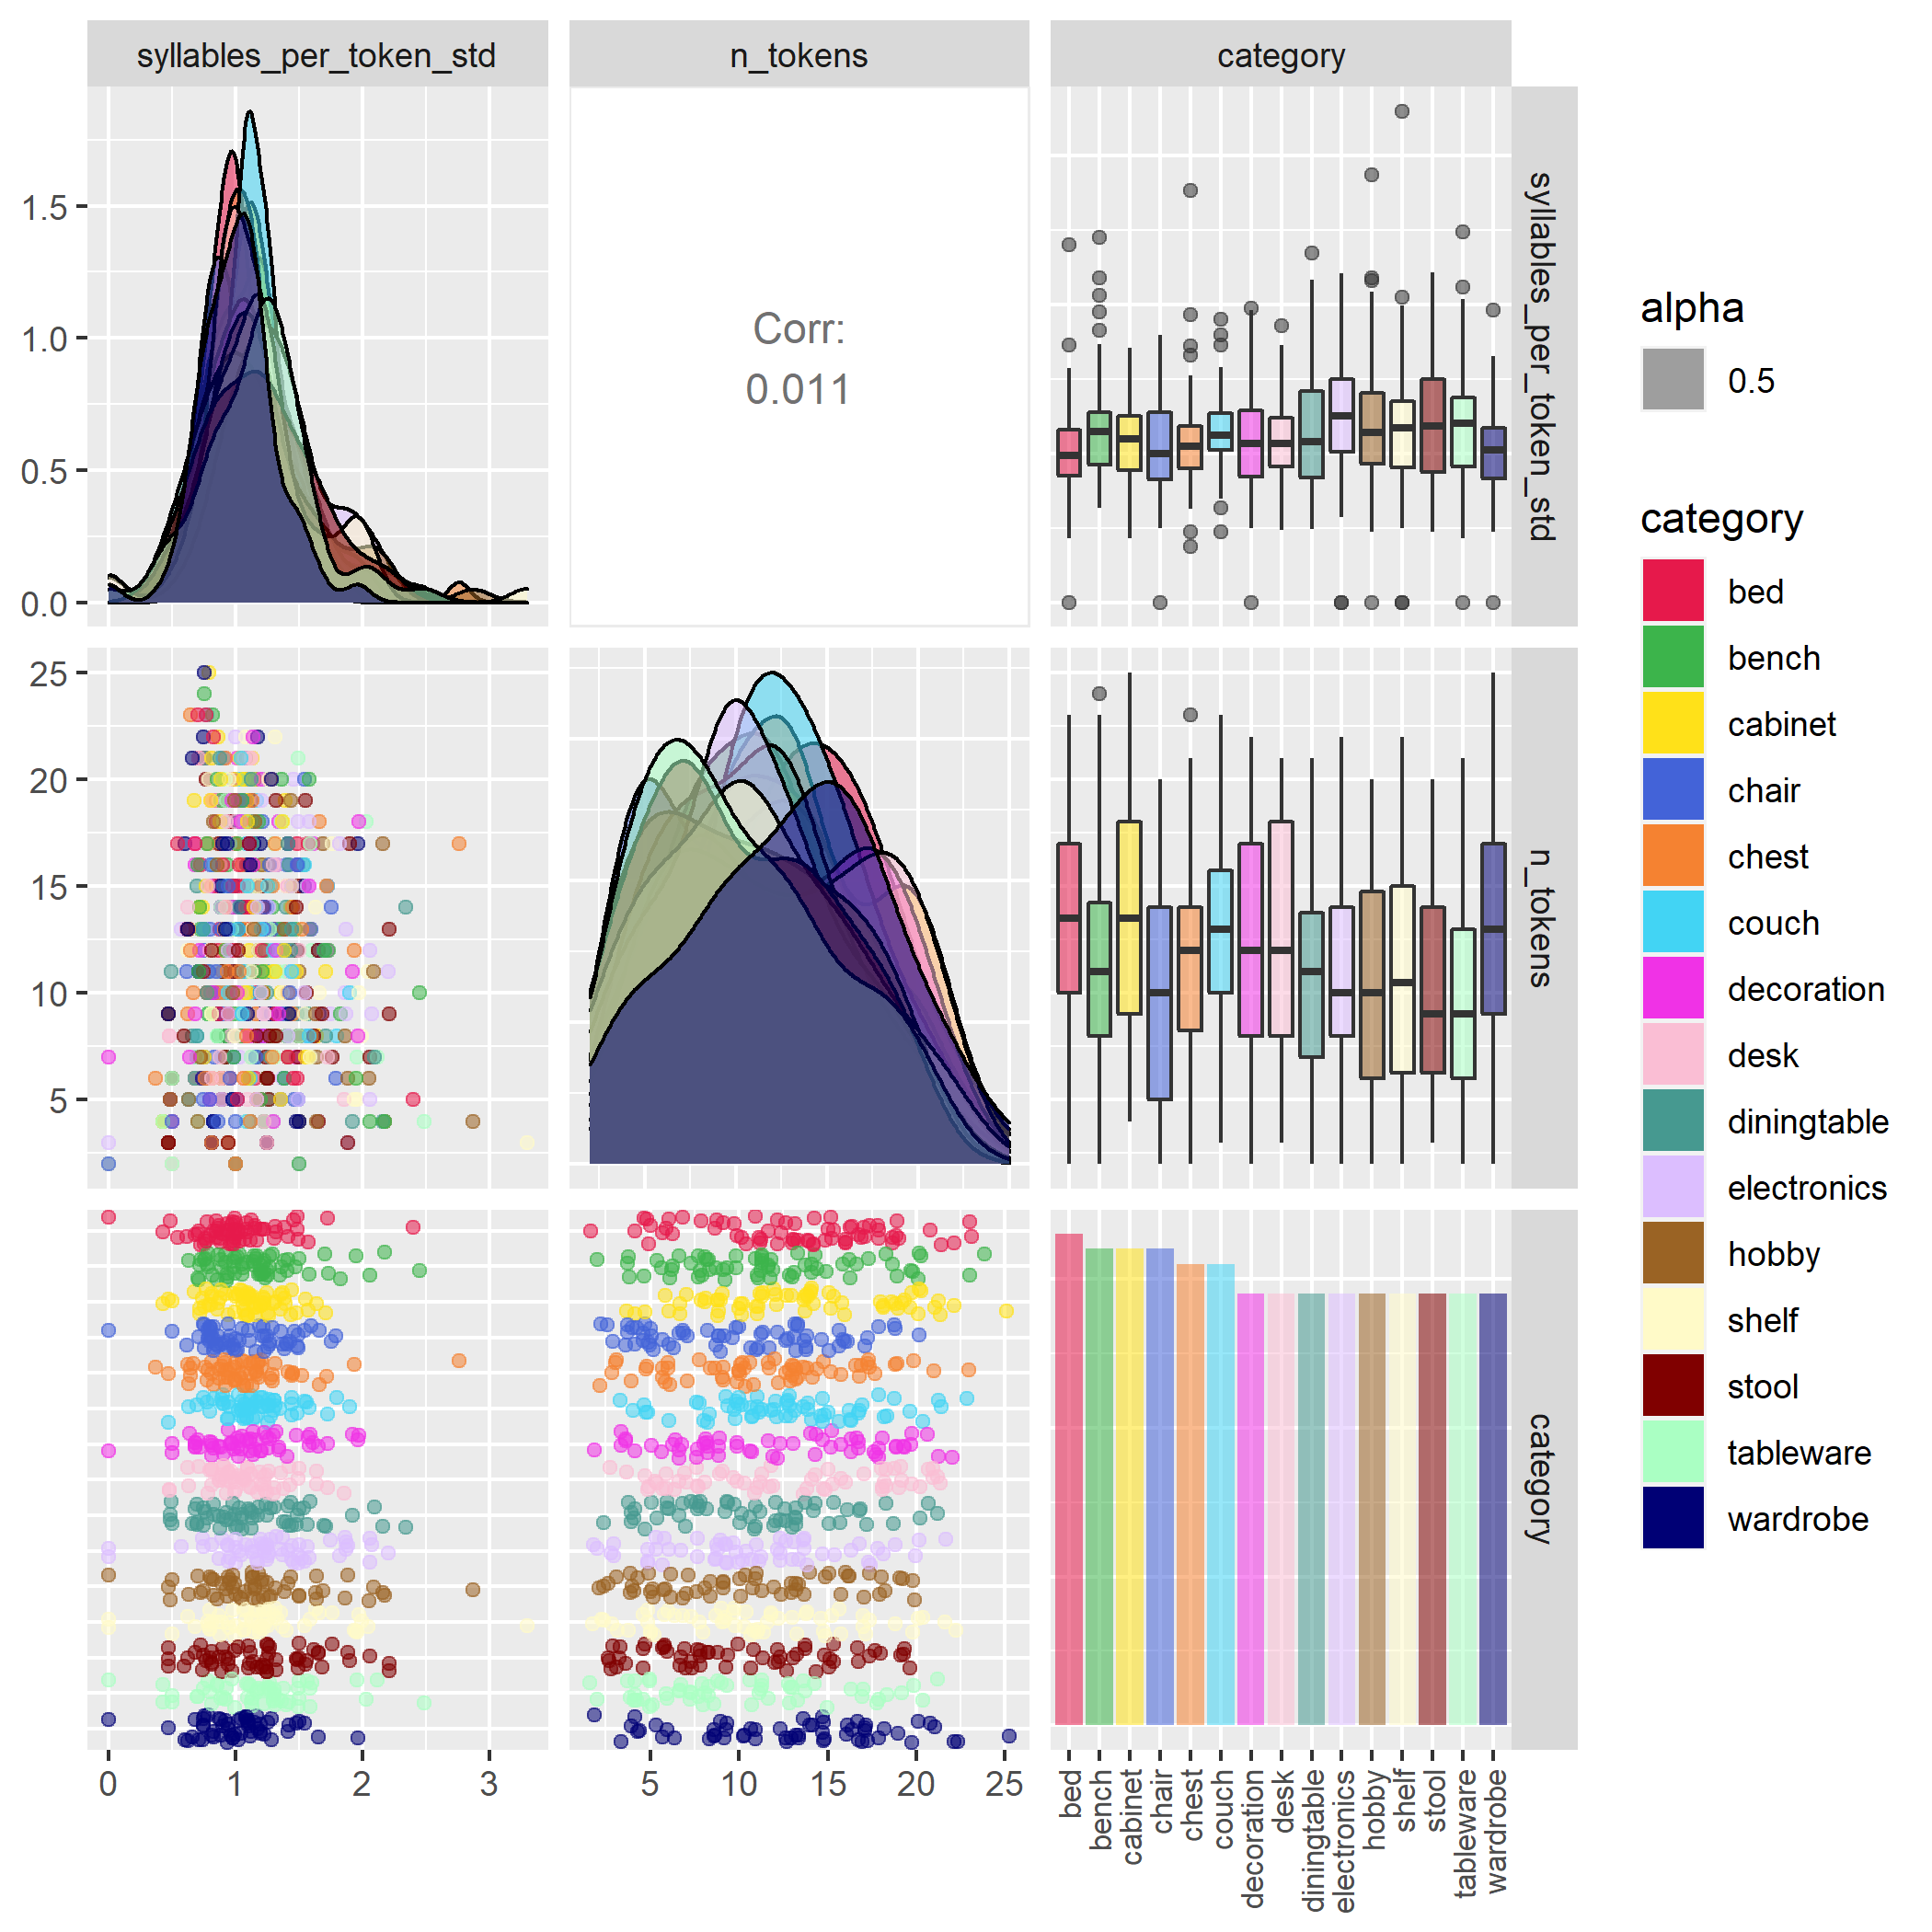 syllables_per_token_std
n_tokens
category
1.5
1.0
0.5
0.0
Corr:
0.011
syllables_per_token_std
25
20
15
10
5
n_tokens
category
0
1
2
3
5
10
15
20
25
bed
bench
cabinet
chair
chest
couch
decoration
desk
diningtable
electronics
hobby
shelf
stool
tableware
wardrobe
alpha
0.5
category
bed
bench
cabinet
chair
chest
couch
decoration
desk
diningtable
electronics
hobby
shelf
stool
tableware
wardrobe